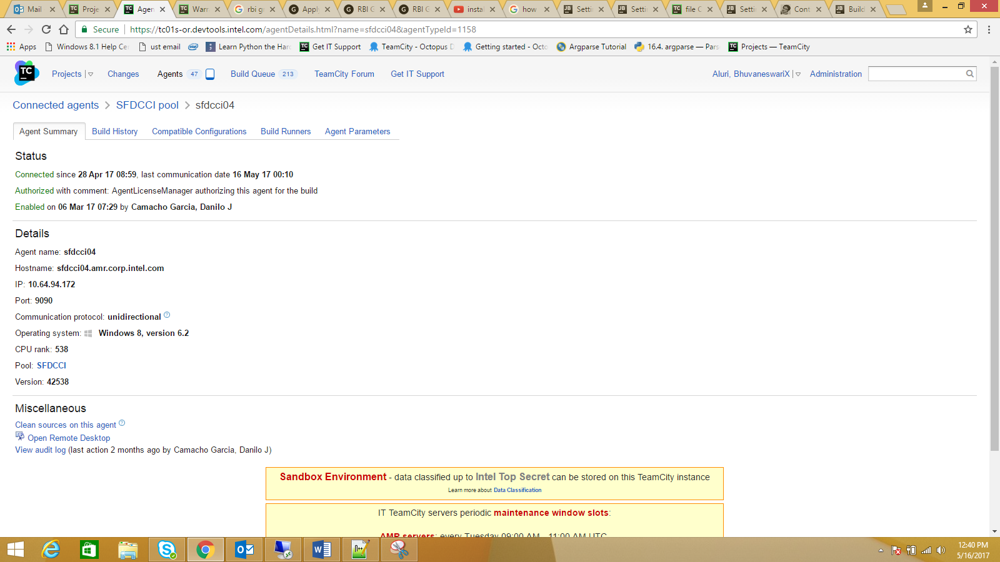 Mail
Proje
Agen
Warr
rbi g
Apply
RBI G
RBI G
instal
how
Settin
Settin
file C
Settin
Cont
Build
Secure
https://tc01s-or.devtools.intel.com/agentDetails.html?name=sfdcci04&agentTypeId=1158
Apps
Windows 8.1 Help Ce
ust email
Learn Python the Har
Get IT Support
TeamCity - Octopus D
Getting started - Octo
Argparse Tutorial
16.4. argparse — Pars
Projects — TeamCity
TC
Projects
Changes
Agents 47
Build Queue 213
TeamCity Forum
Get IT Support
Aluri, BhuvaneswariX
Administration
Connected agents > SFDCCI pool > sfdcci04
Agent Summary
Build History
Compatible Configurations
Build Runners
Agent Parameters
Status
Connected since 28 Apr 17 08:59, last communication date 16 May 17 00:10
Authorized with comment: AgentLicenseManager authorizing this agent for the build
Enabled on 06 Mar 17 07:29 by Camacho Garcia, Danilo J
Details
Agent name: sfdcci04
Hostname: sfdcci04.amr.corp.intel.com
IP: 10.64.94.172
Port: 9090
Communication protocol: unidirectional ?
Operating system: Windows 8, version 6.2
CPU rank: 538
Pool: SFDCCI
Version: 42538
Miscellaneous
Clean sources on this agent ?
Open Remote Desktop
View audit log (last action 2 months ago by Camacho Garcia, Danilo J)
Sandbox Environment - data classified up to Intel Top Secret can be stored on this TeamCity instance
Learn more about Data Classification
IT TeamCity servers periodic maintenance window slots:
AMR servers: every Tuesday 09:00 AM - 11:00 AM UTC
12:40 PM
5/16/2017